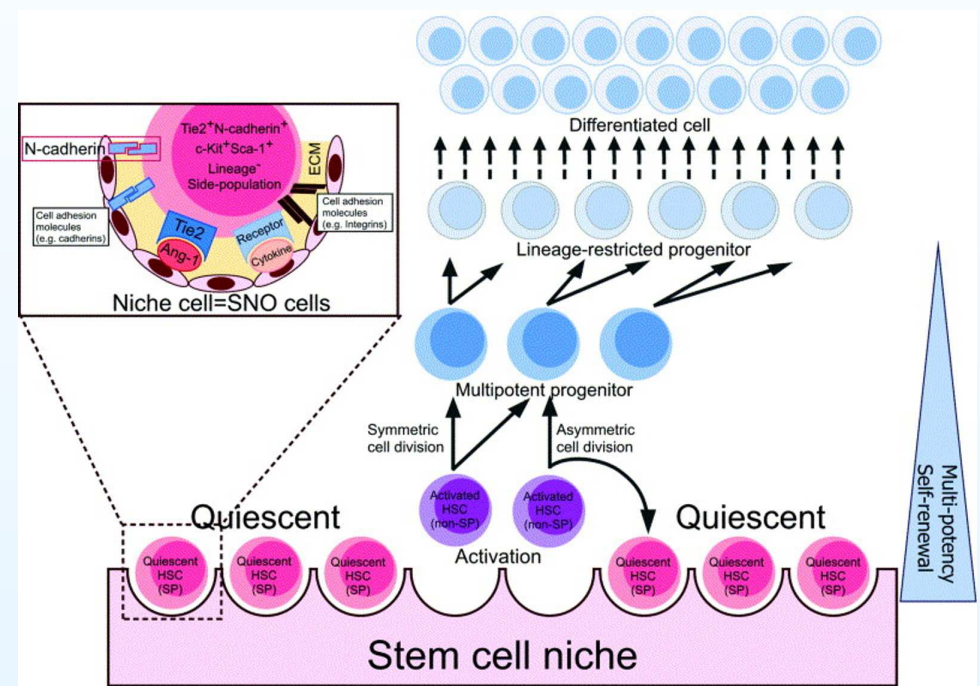 Differentiated cell
Tie2+N-cadherin+
c-Kit+Sca-1+
Lineage-
Side-population
N-cadherin
ECM
Cell adhesion
molecules
(e.g. cadherins)
Cell adhesion
molecules
(e.g. Integrins)
Tie2
Ang-1
Receptor
Cytokine
Niche cell=SNO cells
Lineage-restricted progenitor
Multipotent progenitor
Symmetric
cell division
Asymmetric
cell division
Activated
HSC
(non-SP)
Activated
HSC
(non-SP)
Activation
Quiescent
Quiescent
Quiescent
HSC
(SP)
Quiescent
HSC
(SP)
Quiescent
HSC
(SP)
Quiescent
HSC
(SP)
Quiescent
HSC
(SP)
Quiescent
HSC
(SP)
Multi-potency
Self-renewal
Stem cell niche